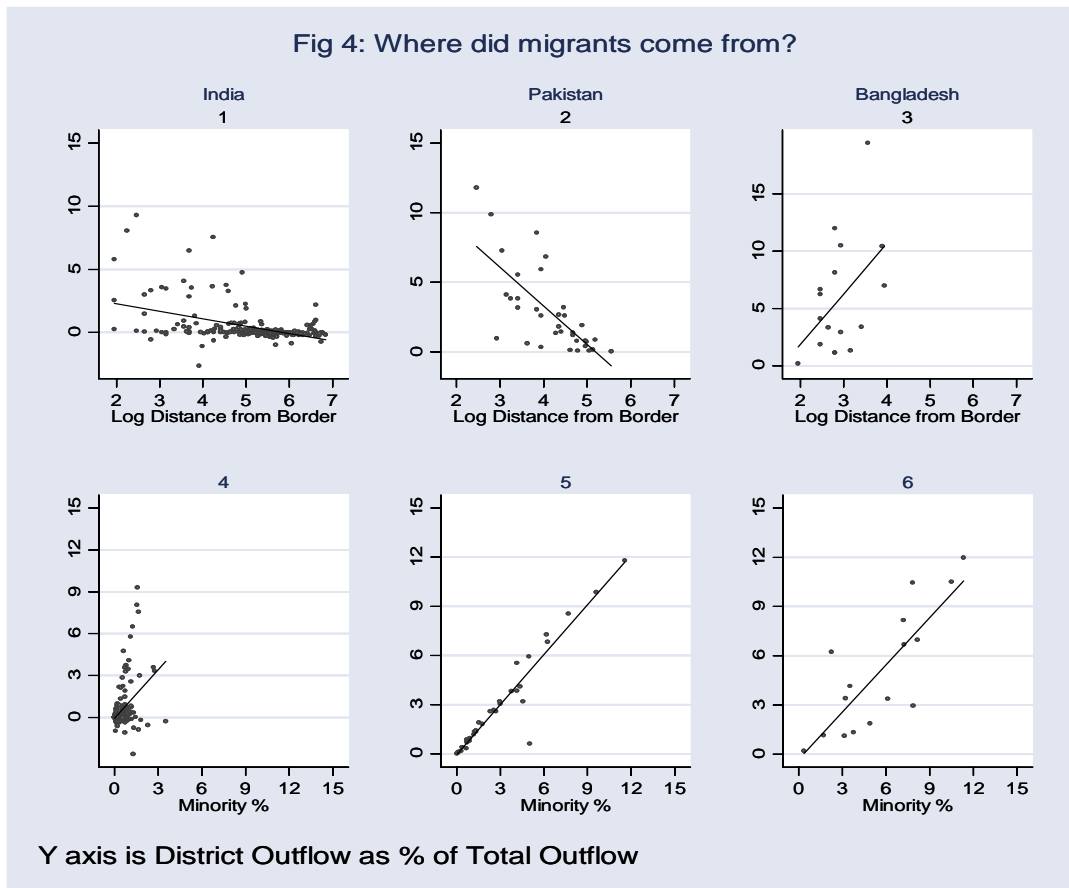 Fig 4: Where did migrants come from?
India
Pakistan
Bangladesh
1
2
3
15
10
5
0
2 3 4 5 6 7
Log Distance from Border
15
10
5
0
2 3 4 5 6 7
Log Distance from Border
15
10
5
0
2 3 4 5 6 7
Log Distance from Border
4
5
6
15
12
9
6
3
0
0 3 6 9 12 15
Minority %
15
12
9
6
3
0
0 3 6 9 12 15
Minority %
15
12
9
6
3
0
0 3 6 9 12 15
Minority %
Y axis is District Outflow as % of Total Outflow